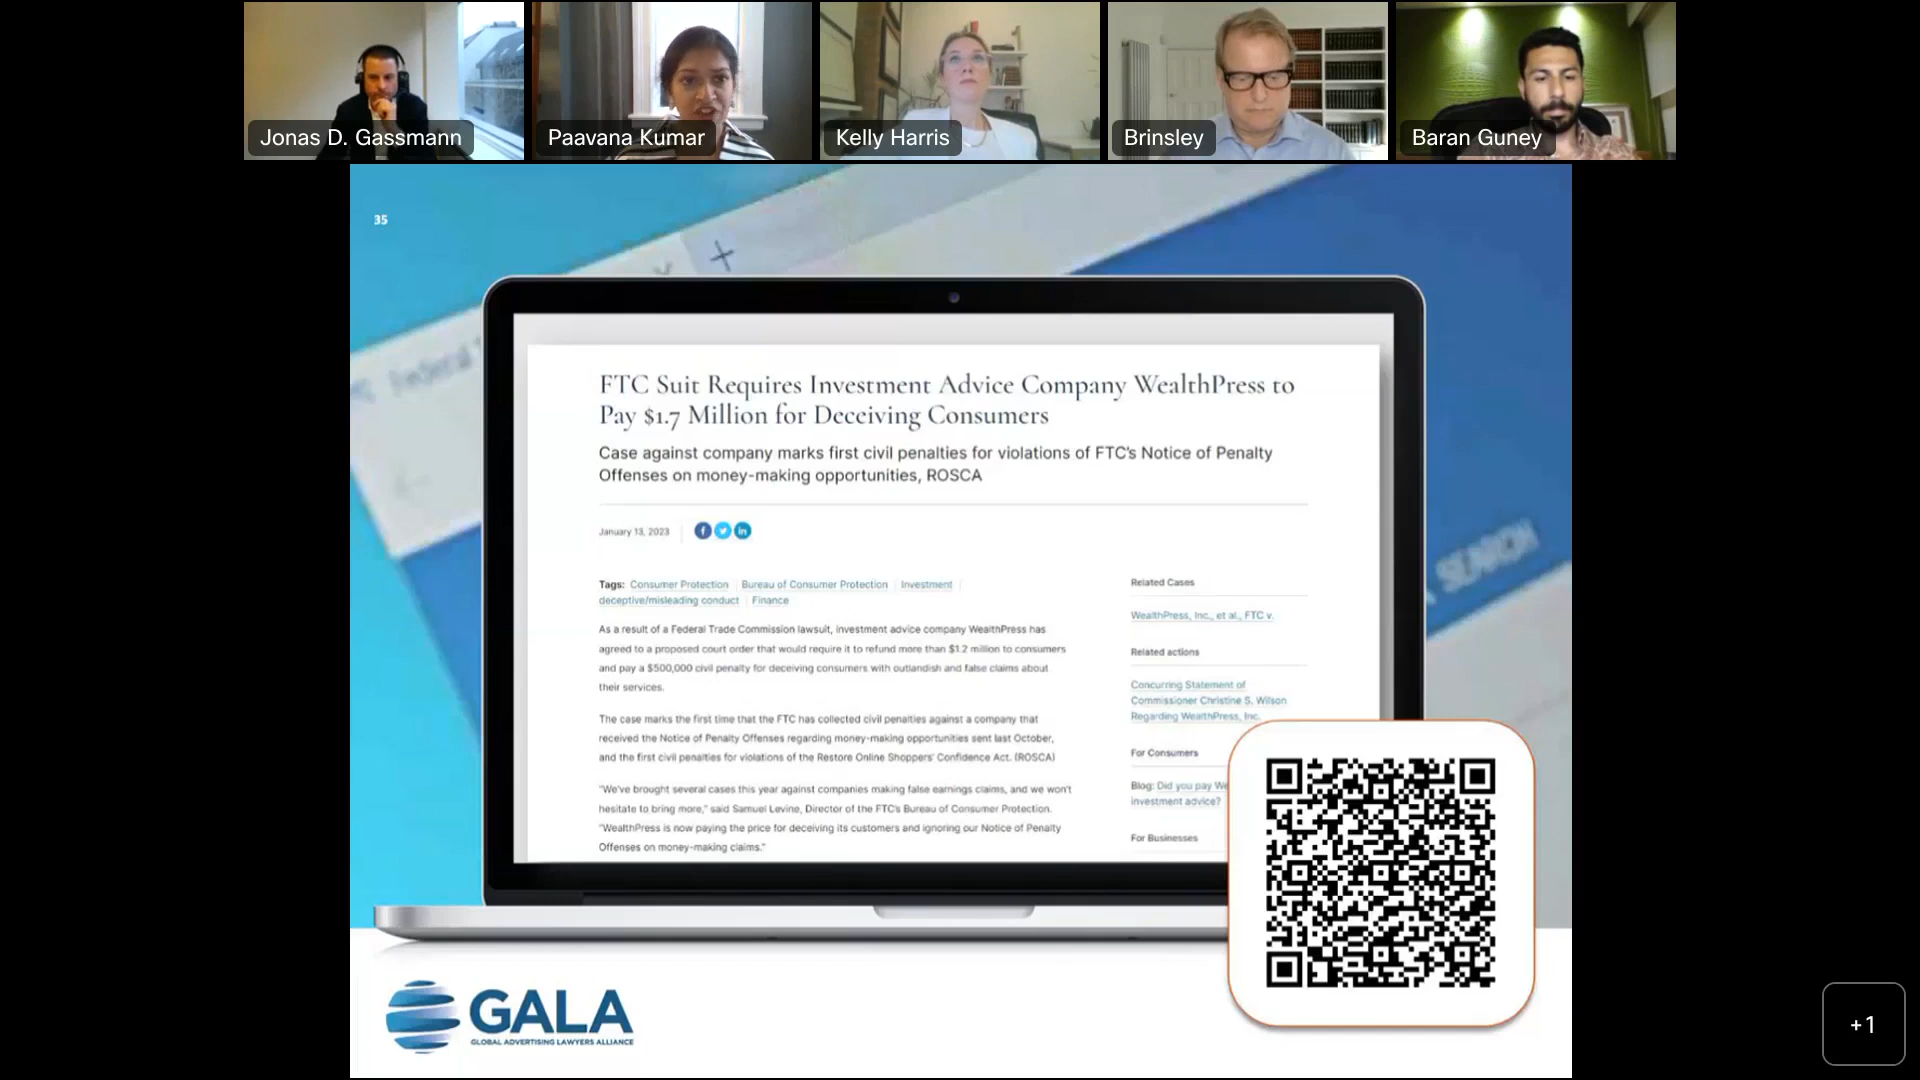 Jonas D. Gassmann
Paavana Kumar
Kelly Harris
Brinsley
Baran Guney
35
Federal
SEARCH
FTC Suit Requires Investment Advice Company WealthPress to
Pay $1.7 Million for Deceiving Consumers
Case against company marks first civil penalties for violations of FTC's Notice of Penalty
Offenses on money-making opportunities, ROSCA
January 13, 2023
Tags: Consumer Protection | Bureau of Consumer Protection | Investment |
deceptive/misleading conduct | Finance
As a result of a Federal Trade Commission lawsuit, investment advice company WealthPress has
agreed to a proposed court order that would require it to refund more than $1.2 million to consumers
and pay a $500,000 civil penalty for deceiving consumers with outlandish and false claims about
their services.
The case marks the first time that the FTC has collected civil penalties against a company that
received the Notice of Penalty Offenses regarding money-making opportunities sent last October,
and the first civil penalties for violations of the Restore Online Shoppers' Confidence Act. (ROSCA)
"We've brought several cases this year against companies making false earnings claims, and we won't
hesitate to bring more," said Samuel Levine, Director of the FTC's Bureau of Consumer Protection.
"WealthPress is now paying the price for deceiving its customers and ignoring our Notice of Penalty
Offenses on money-making claims."
Related Cases
WealthPress, Inc., et al., FTC v.
Related actions
Concurring Statement of
Commissioner Christine S. Wilson
Regarding WealthPress, Inc.
For Consumers
Blog: Did you pay We
investment advice?
For Businesses
GALA
GLOBAL ADVERTISING LAWYERS ALLIANCE
+1